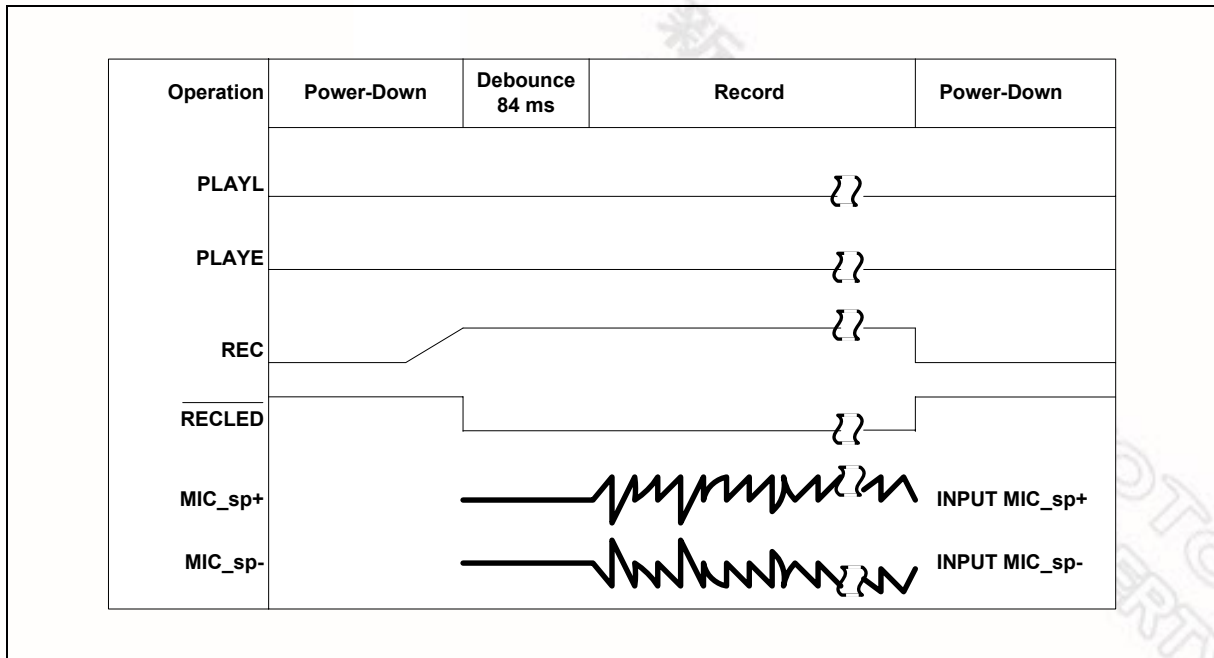 Operation Power-Down Debounce 84 ms Record Power-Down
PLAYL
PLAYE
REC
RECLED
MIC_sp+ INPUT MIC_sp+
MIC_sp- INPUT MIC_sp-